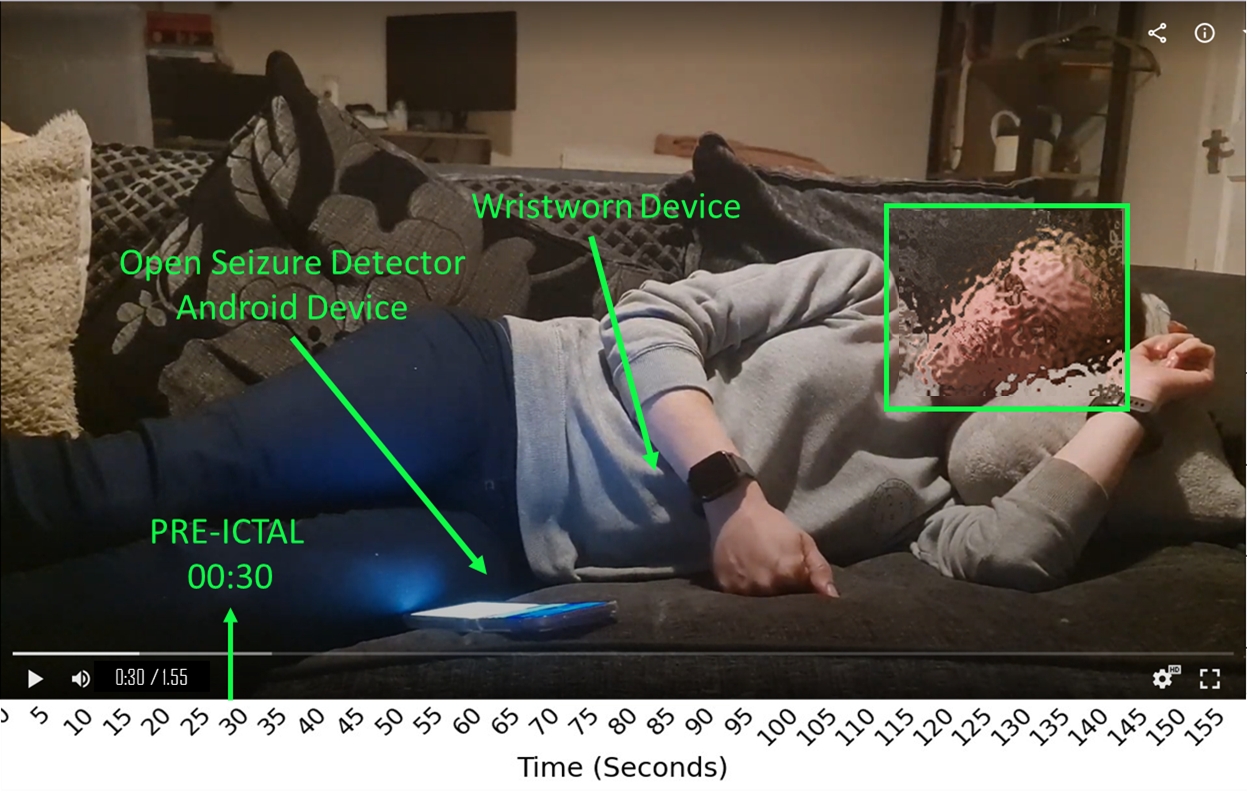 HD
Wristworn Device
Open Seizure Detector
Android Device
PRE-ICTAL
00:30
0:30 / 1.55
0 5 10 15 20 25 30 35 40 45 50 55 60 65 70 75 80 85 90 95 100 105 110 115 120 125 130 135 140 145 150 155
Time (Seconds)